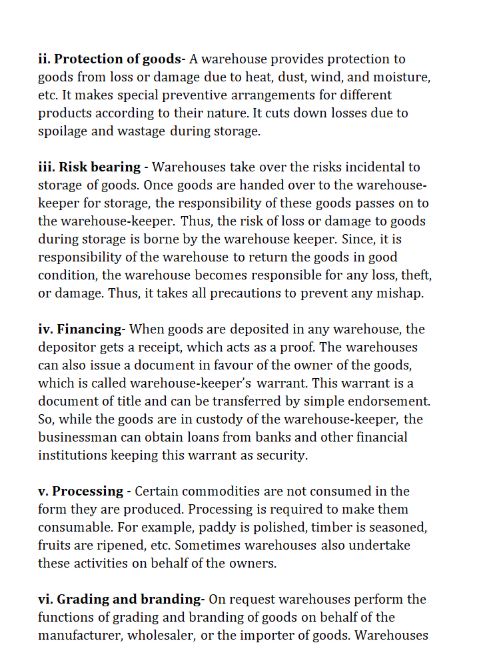 ii. Protection of goods- A warehouse provides protection to
goods from loss or damage due to heat, dust, wind, and moisture,
etc. It makes special preventive arrangements for different
products according to their nature. It cuts down losses due to
spoilage and wastage during storage.
iii. Risk bearing - Warehouses take over the risks incidental to
storage of goods. Once goods are handed over to the warehouse-
keeper for storage, the responsibility of these goods passes on to
the warehouse-keeper. Thus, the risk of loss or damage to goods
during storage is borne by the warehouse keeper. Since, it is
responsibility of the warehouse to return the goods in good
condition, the warehouse becomes responsible for any loss, theft,
or damage. Thus, it takes all precautions to prevent any mishap.
iv. Financing- When goods are deposited in any warehouse, the
depositor gets a receipt, which acts as a proof. The warehouses
can also issue a document in favour of the owner of the goods,
which is called warehouse-keeper's warrant. This warrant is a
document of title and can be transferred by simple endorsement.
So, while the goods are in custody of the warehouse-keeper, the
businessman can obtain loans from banks and other financial
institutions keeping this warrant as security.
v. Processing - Certain commodities are not consumed in the
form they are produced. Processing is required to make them
consumable. For example, paddy is polished, timber is seasoned,
fruits are ripened, etc. Sometimes warehouses also undertake
these activities on behalf of the owners.
vi. Grading and branding- On request warehouses perform the
functions of grading and branding of goods on behalf of the
manufacturer, wholesaler, or the importer of goods. Warehouses